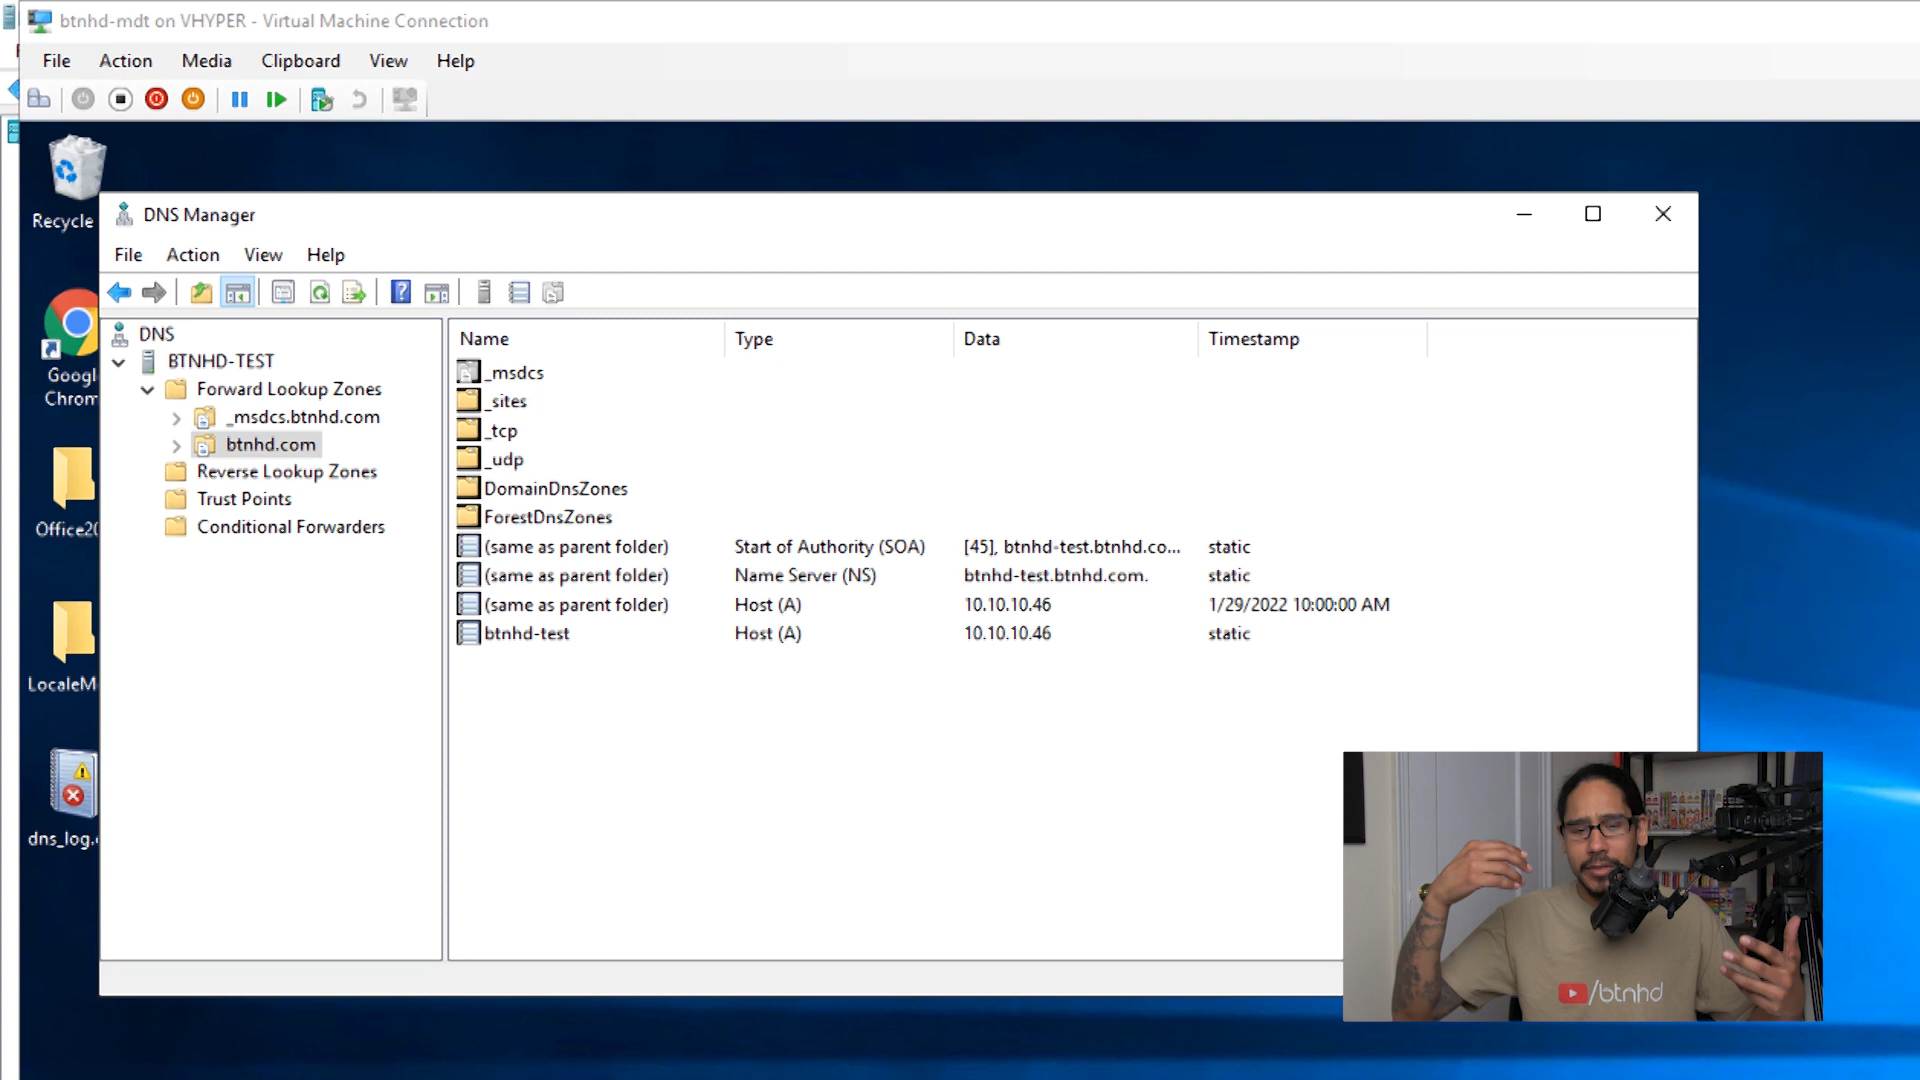 btnhd-mdt on VHYPER - Virtual Machine Connection
File Action Media Clipboard View Help
Recycle
Googl
Chrom
Office20
LocaleM
dns_log.
DNS Manager
File Action View Help
DNS
BTNHD-TEST
Forward Lookup Zones
_msdcs.btnhd.com
btnhd.com
Reverse Lookup Zones
Trust Points
Conditional Forwarders
Name Type Data Timestamp
_msdcs
_sites
_tcp
_udp
DomainDnsZones
ForestDnsZones
(same as parent folder) Start of Authority (SOA) [45], btnhd-test.btnhd.co... static
(same as parent folder) Name Server (NS) btnhd-test.btnhd.com. static
(same as parent folder) Host (A) 10.10.10.46 1/29/2022 10:00:00 AM
btnhd-test Host (A) 10.10.10.46 static
/btnhd